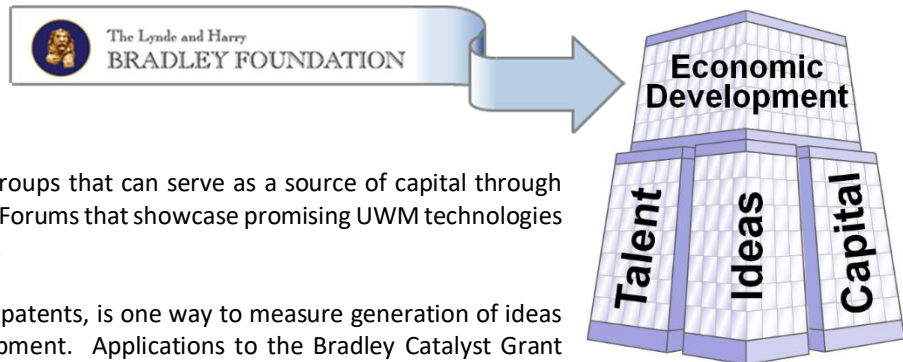 The Lynde and Harry
BRADLEY FOUNDATION
Economic
Development
Talent
Ideas
Capital
roups that can serve as a source of capital through
Forums that showcase promising UWM technologies
patents, is one way to measure generation of ideas
pment. Applications to the Bradley Catalyst Grant